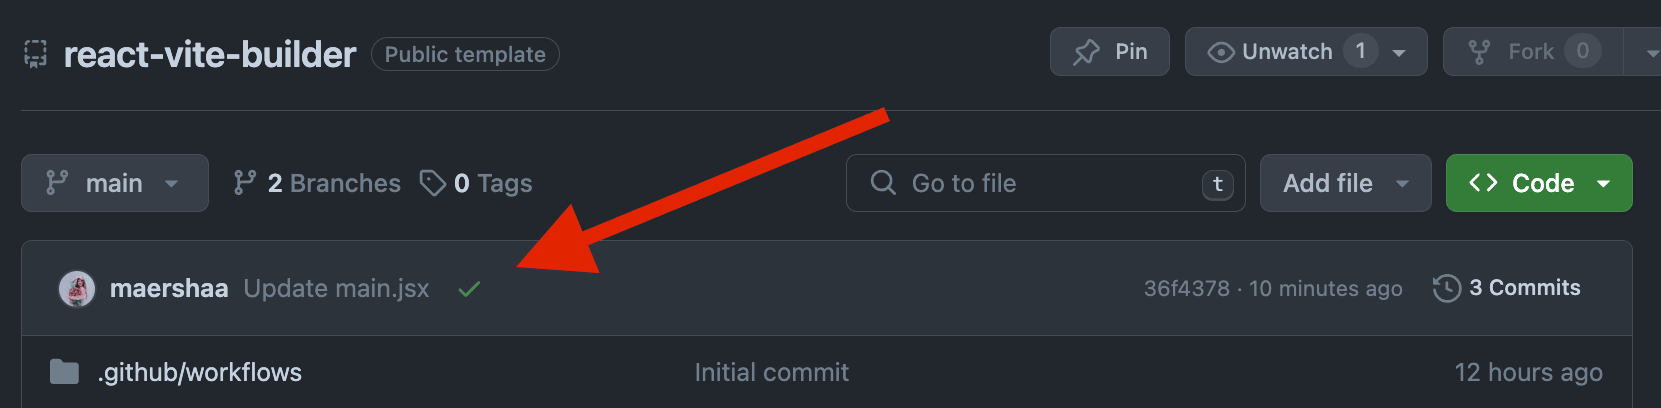 react-vite-builder Public template Pin Unwatch 1 Fork 0
main 2 Branches 0 Tags Go to file t Add file <> Code
maershaa Update main.jsx 36f4378 · 10 minutes ago 3 Commits
.github/workflows Initial commit 12 hours ago